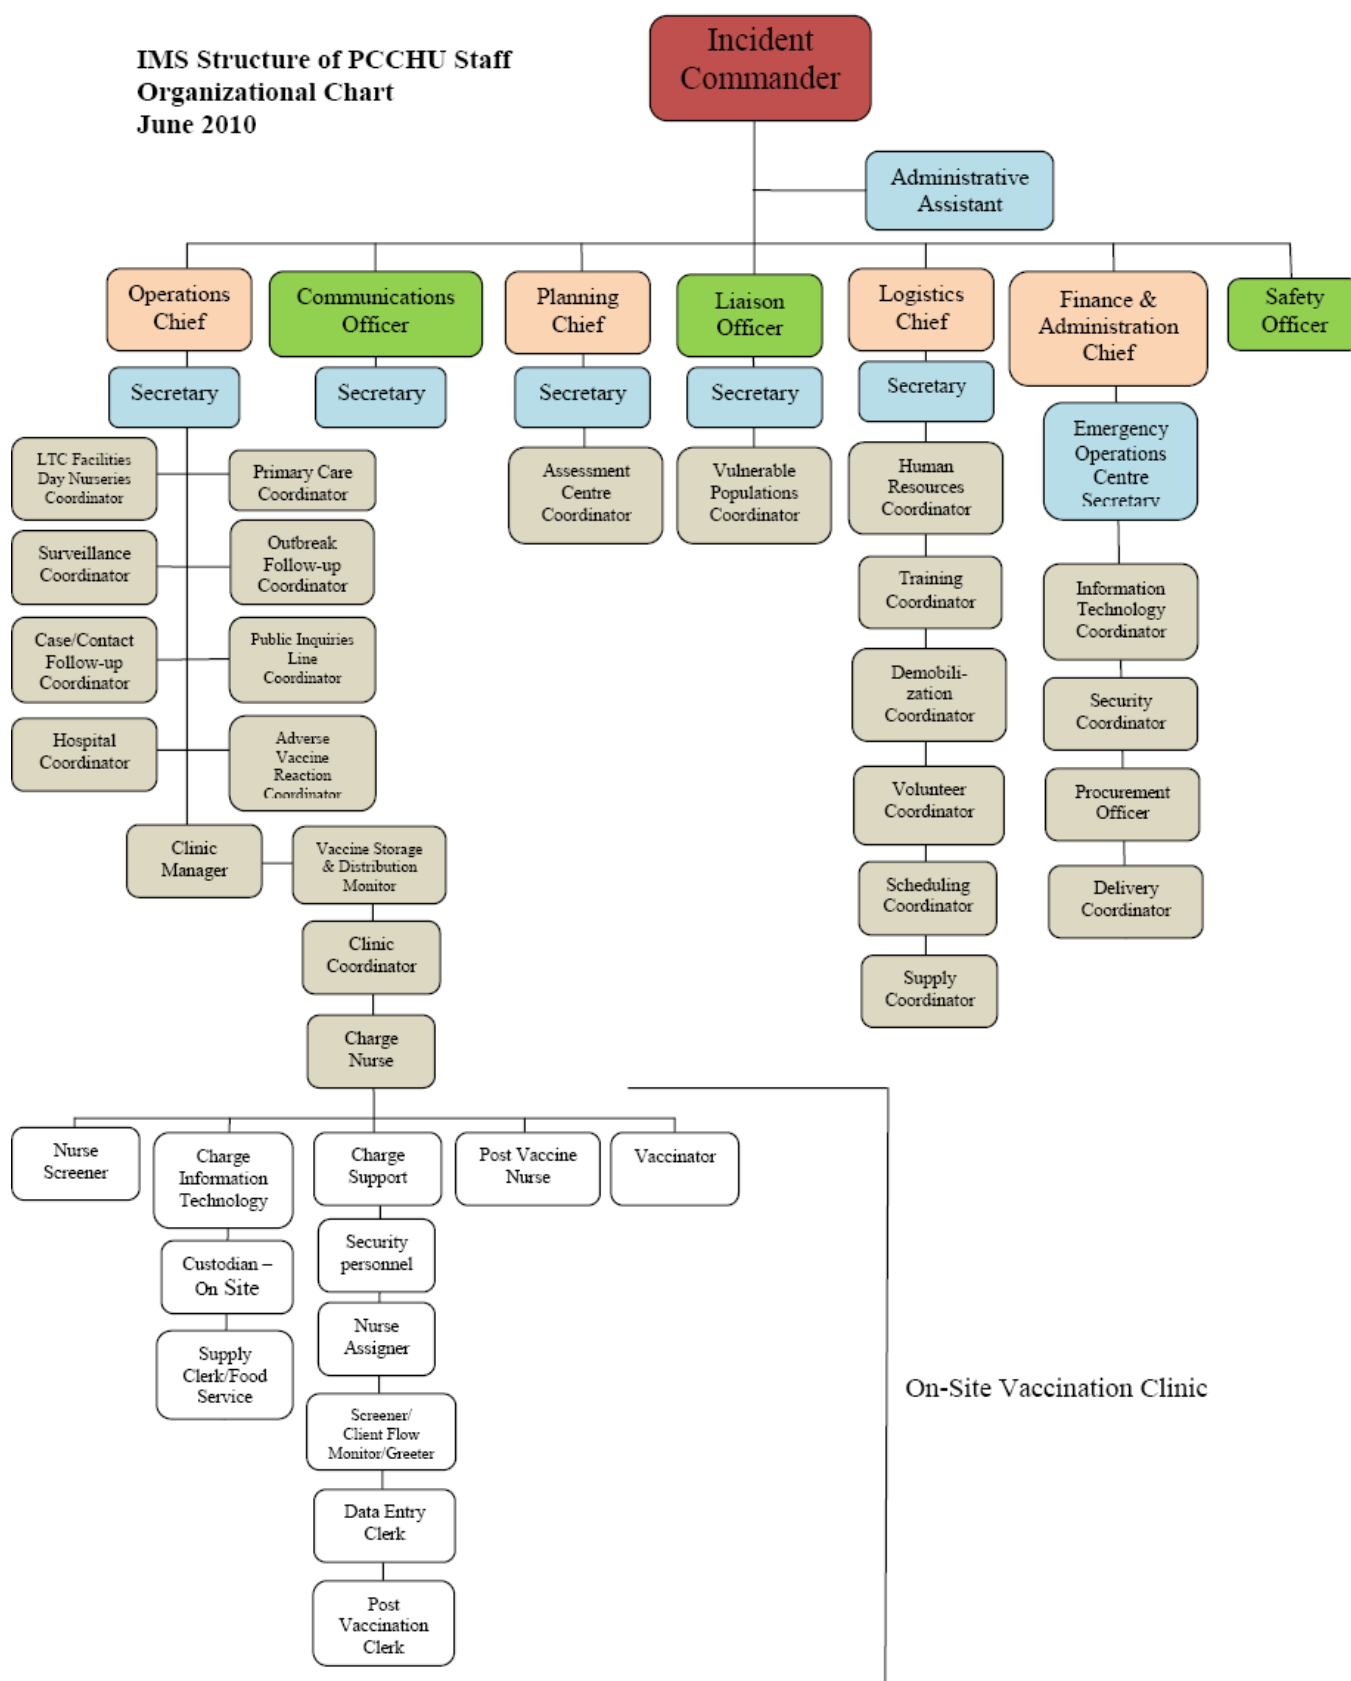 IMS Structure of PCCHU Staff
Organizational Chart
June 2010
Incident
Commander
Administrative
Assistant
Operations
Chief
Communications
Officer
Planning
Chief
Liaison
Officer
Logistics
Chief
Finance &
Administration
Chief
Safety
Officer
Secretary
Secretary
Secretary
Secretary
Secretary
Emergency
Operations
Centre
Secretary
LTC Facilities
Day Nurseries
Coordinator
Primary Care
Coordinator
Assessment
Centre
Coordinator
Vulnerable
Populations
Coordinator
Human
Resources
Coordinator
Surveillance
Coordinator
Outbreak
Follow-up
Coordinator
Training
Coordinator
Information
Technology
Coordinator
Case/Contact
Follow-up
Coordinator
Public Inquiries
Line
Coordinator
Demobili-
zation
Coordinator
Security
Coordinator
Hospital
Coordinator
Adverse
Vaccine
Reaction
Coordinator
Volunteer
Coordinator
Procurement
Officer
Clinic
Manager
Vaccine Storage
& Distribution
Monitor
Scheduling
Coordinator
Delivery
Coordinator
Clinic
Coordinator
Supply
Coordinator
Charge
Nurse
Nurse
Screener
Charge
Information
Technology
Charge
Support
Post Vaccine
Nurse
Vaccinator
Custodian –
On Site
Security
personnel
Supply
Clerk/Food
Service
Nurse
Assigner
Screener/
Client Flow
Monitor/Greeter
Data Entry
Clerk
Post
Vaccination
Clerk
On-Site Vaccination Clinic